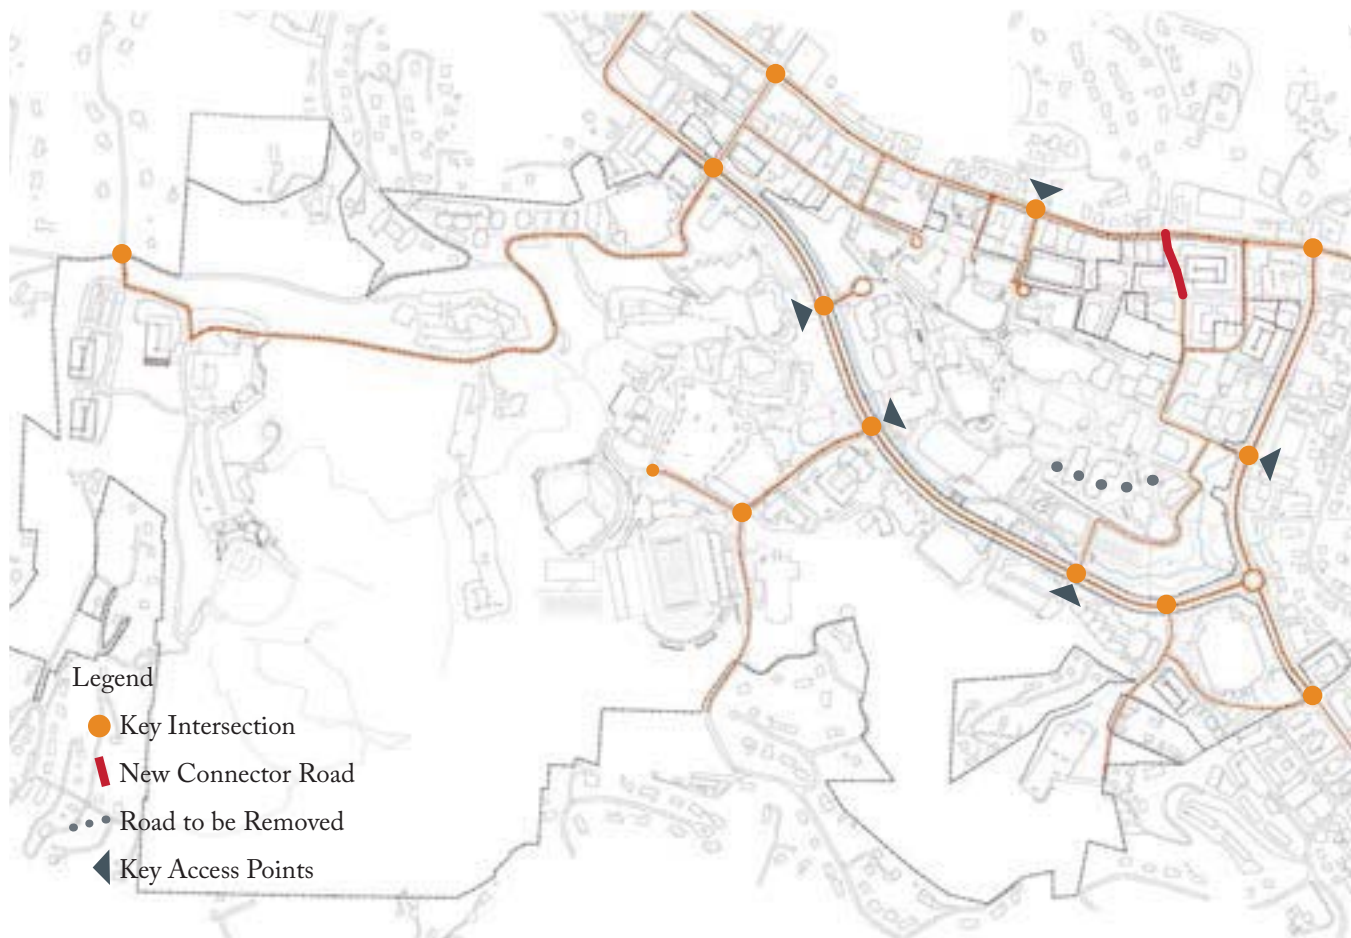 Legend
Key Intersection
New Connector Road
Road to be Removed
Key Access Points